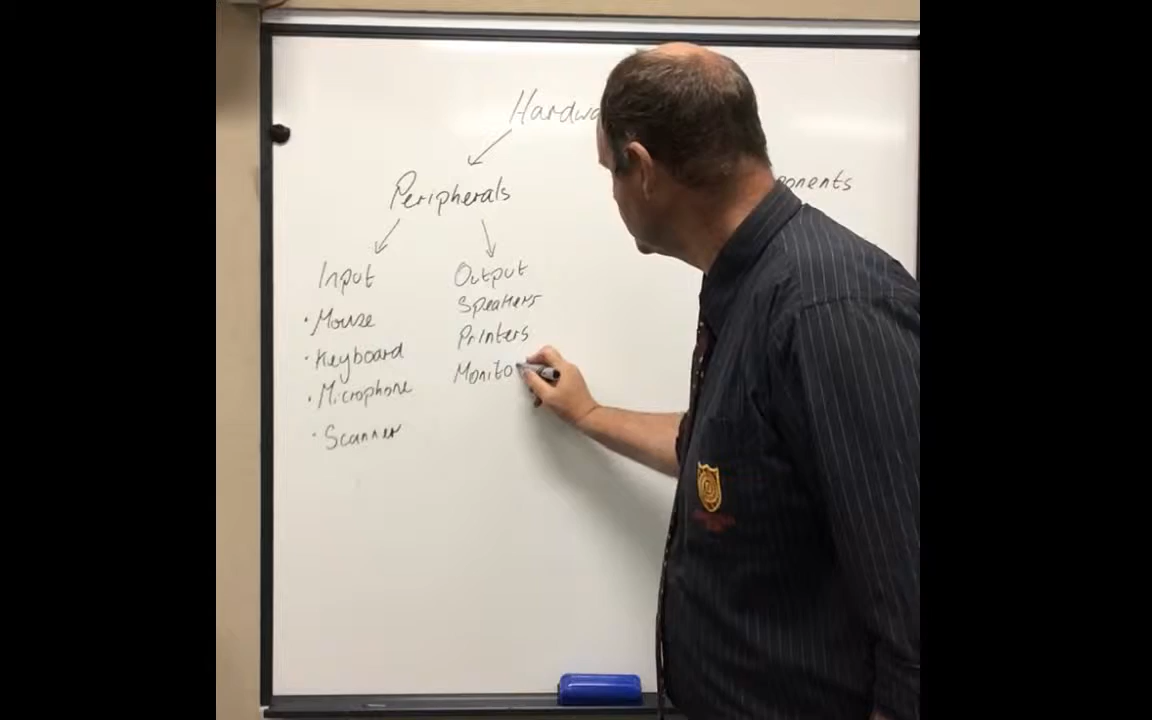 Hardwa
Peripherals
ponents
Input
Output
• Mouse
Speakers
• Keyboard
Printers
• Microphone
Monito
• Scanner